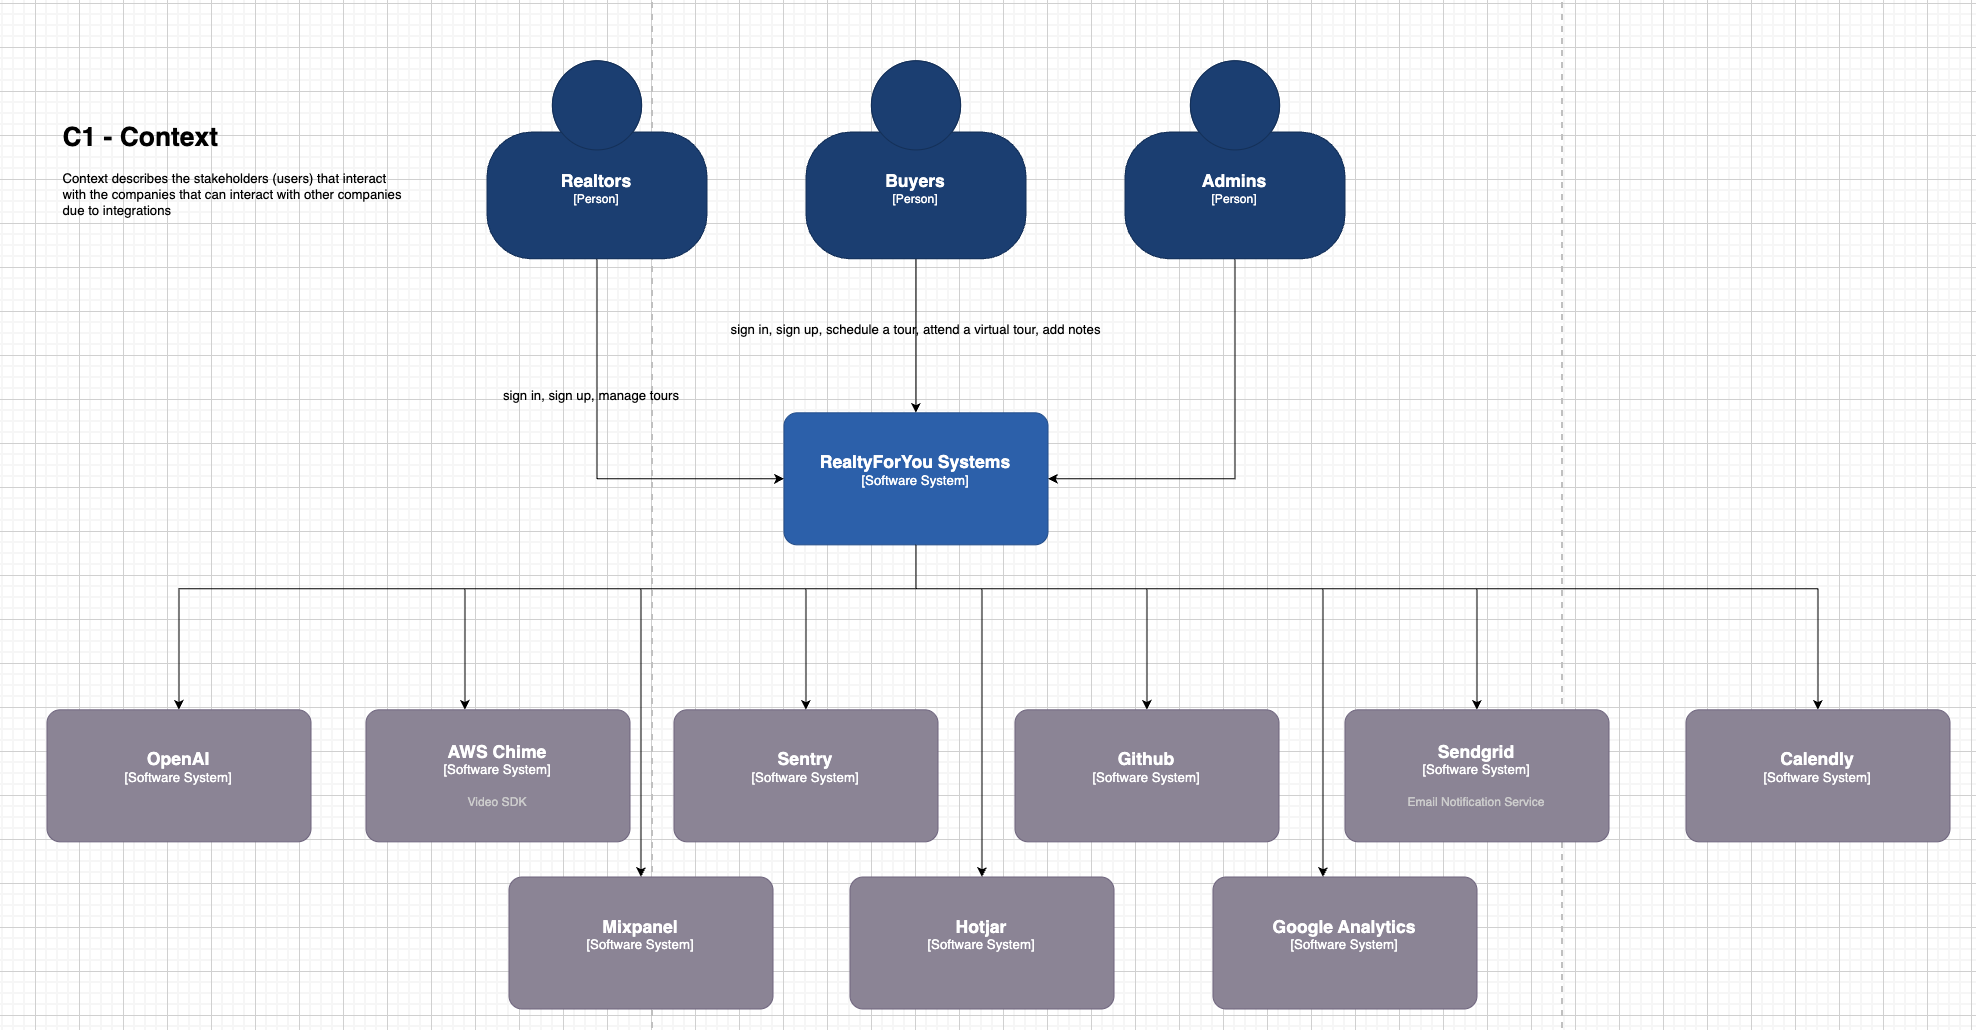 C1 - Context
Context describes the stakeholders (users) that interact
with the companies that can interact with other companies
due to integrations
Realtors
[Person]
Buyers
[Person]
Admins
[Person]
sign in, sign up, schedule a tour, attend a virtual tour, add notes
sign in, sign up, manage tours
RealtyForYou Systems
[Software System]
OpenAI
[Software System]
AWS Chime
[Software System]
Video SDK
Sentry
[Software System]
Github
[Software System]
Sendgrid
[Software System]
Email Notification Service
Calendly
[Software System]
Mixpanel
[Software System]
Hotjar
[Software System]
Google Analytics
[Software System]